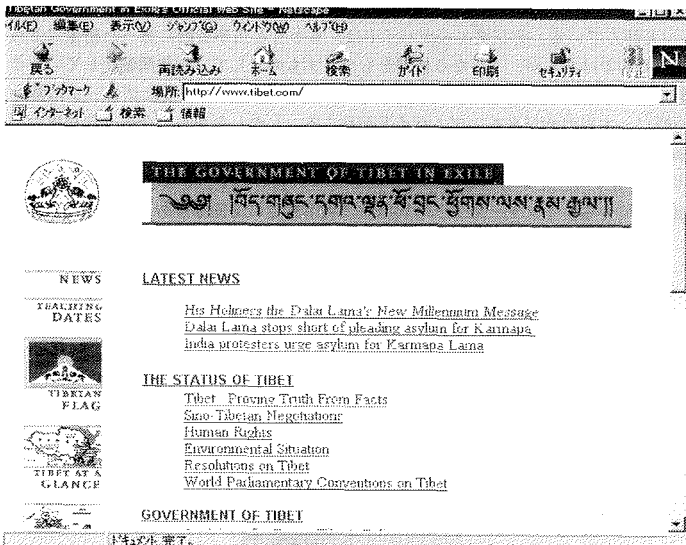 Tibetan Government in Exile's Official Web Site - Netscape
イル(F) 編集(E) 表示(V) ジャンプ(G) ウィンドウ(W) ヘルプ(H)
戻る 再読み込み ホーム 検索 ガイド 印刷 セキュリティ
ブックマーク 場所: http://www.tibet.com/
インターネット 検索 情報
THE GOVERNMENT OF TIBET IN EXILE
༄༅། །བོད་གཞུང་དགའ་ལྡན་ཕོ་བྲང་ཕྱོགས་ལས་རྣམ་རྒྱལ།།
NEWS
TEACHING
DATES
TIBETAN
FLAG
TIBET AT A
GLANCE
LATEST NEWS
His Holiness the Dalai Lama's New Millennium Message
Dalai Lama stops short of pleading asylum for Karmapa
India protesters urge asylum for Karmapa Lama
THE STATUS OF TIBET
Tibet Proving Truth From Facts
Sino-Tibetan Negotiations
Human Rights
Environmental Situation
Resolutions on Tibet
World Parliamentary Conventions on Tibet
GOVERNMENT OF TIBET
ドキュメント: 完了。